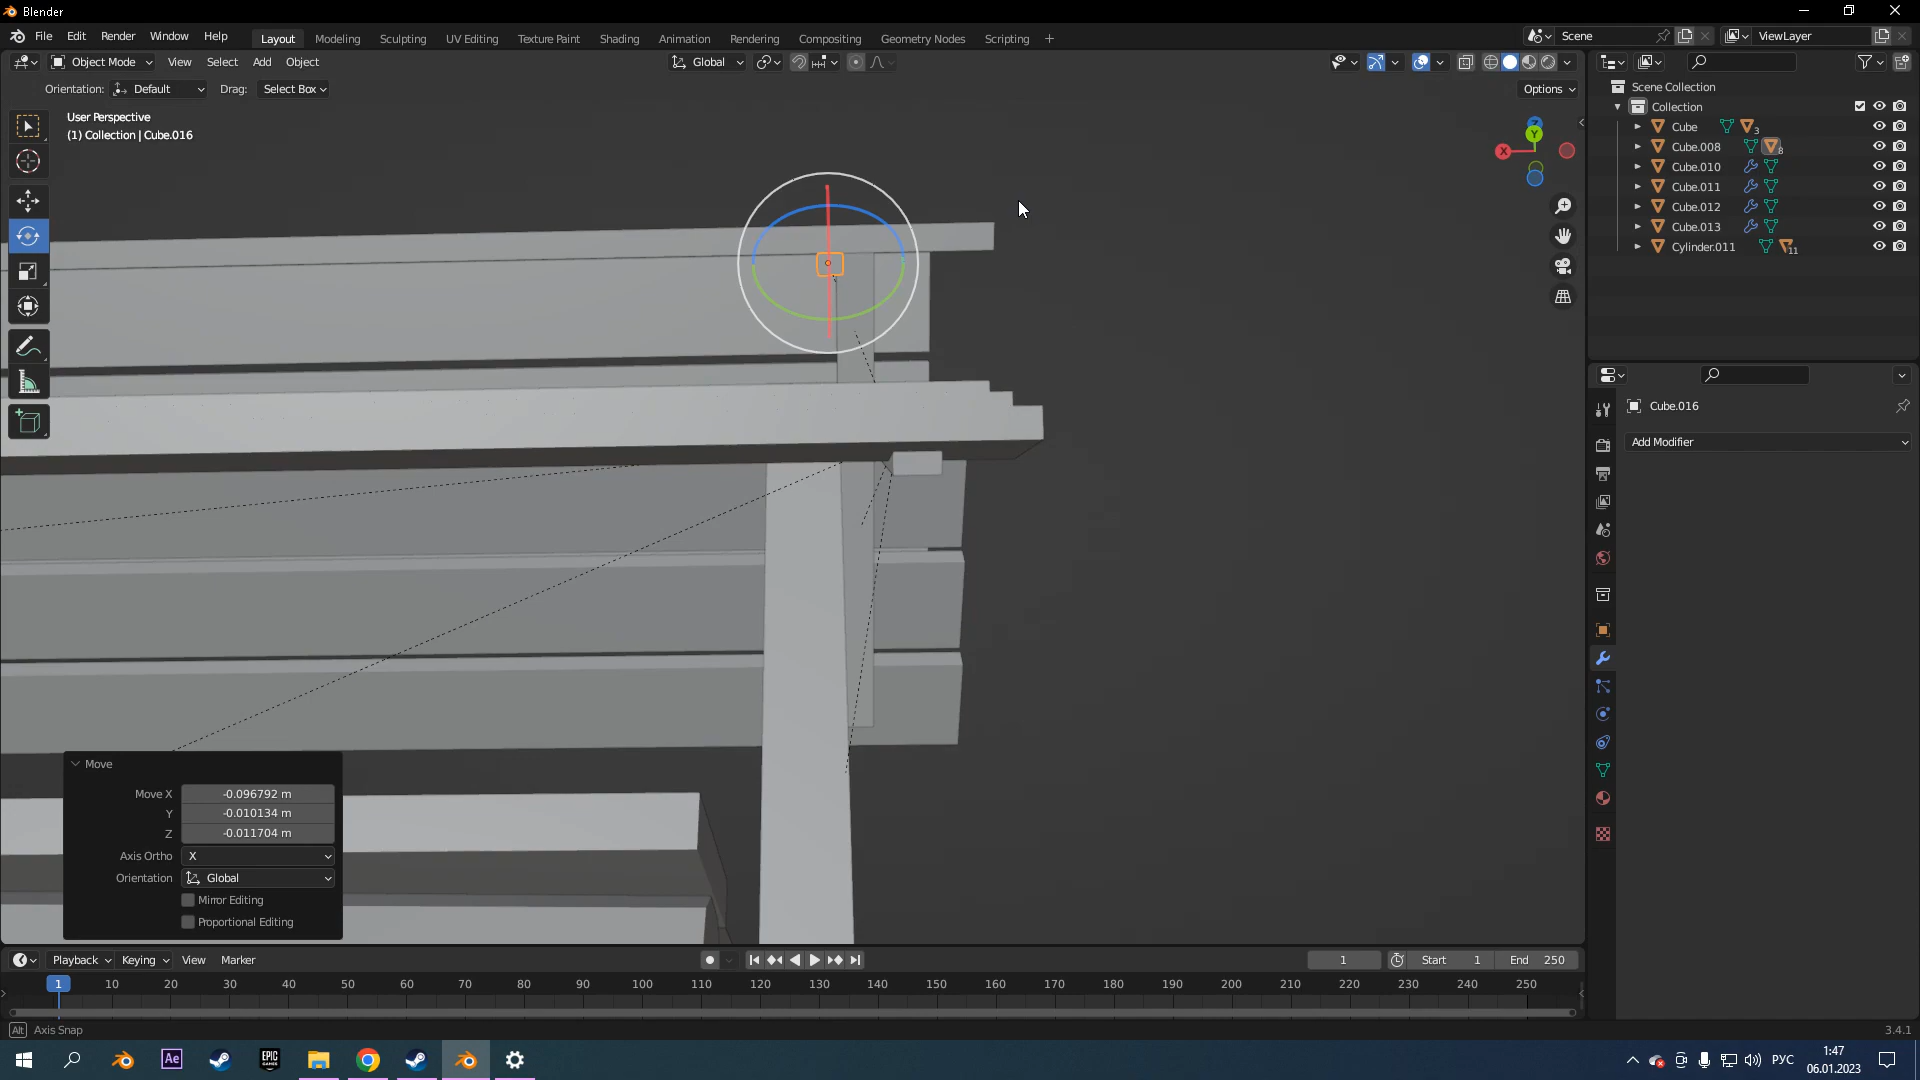 Blender
File Edit Render Window Help
Layout Modeling Sculpting UV Editing Texture Paint Shading Animation Rendering Compositing Geometry Nodes Scripting +
Scene ViewLayer
Object Mode View Select Add Object Global
Orientation: Default Drag: Select Box Options
User Perspective
(1) Collection | Cube.016
X Y Z
Scene Collection
Collection
Cube 3
Cube.008 8
Cube.010
Cube.011
Cube.012
Cube.013
Cylinder.011 11
Cube.016
Add Modifier
Move
Move X -0.096792 m
Y -0.010134 m
Z -0.011704 m
Axis Ortho X
Orientation Global
Mirror Editing
Proportional Editing
Playback Keying View Marker 1 Start 1 End 250
1 10 20 30 40 50 60 70 80 90 100 110 120 130 140 150 160 170 180 190 200 210 220 230 240 250
Alt Axis Snap 3.4.1
Ae EPIC GAMES РУС 1:47
06.01.2023